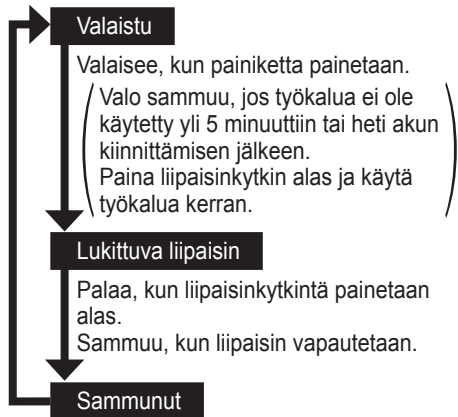 Valaistu
Valaisee, kun painiketta painetaan.
Valo sammuu, jos työkalua ei ole
käytetty yli 5 minuuttiin tai heti akun
kiinnittämisen jälkeen.
Paina liipaisinkytkin alas ja käytä
työkalua kerran.
Lukittuva liipaisin
Palaa, kun liipaisinkytkintä painetaan
alas.
Sammuu, kun liipaisin vapautetaan.
Sammunut